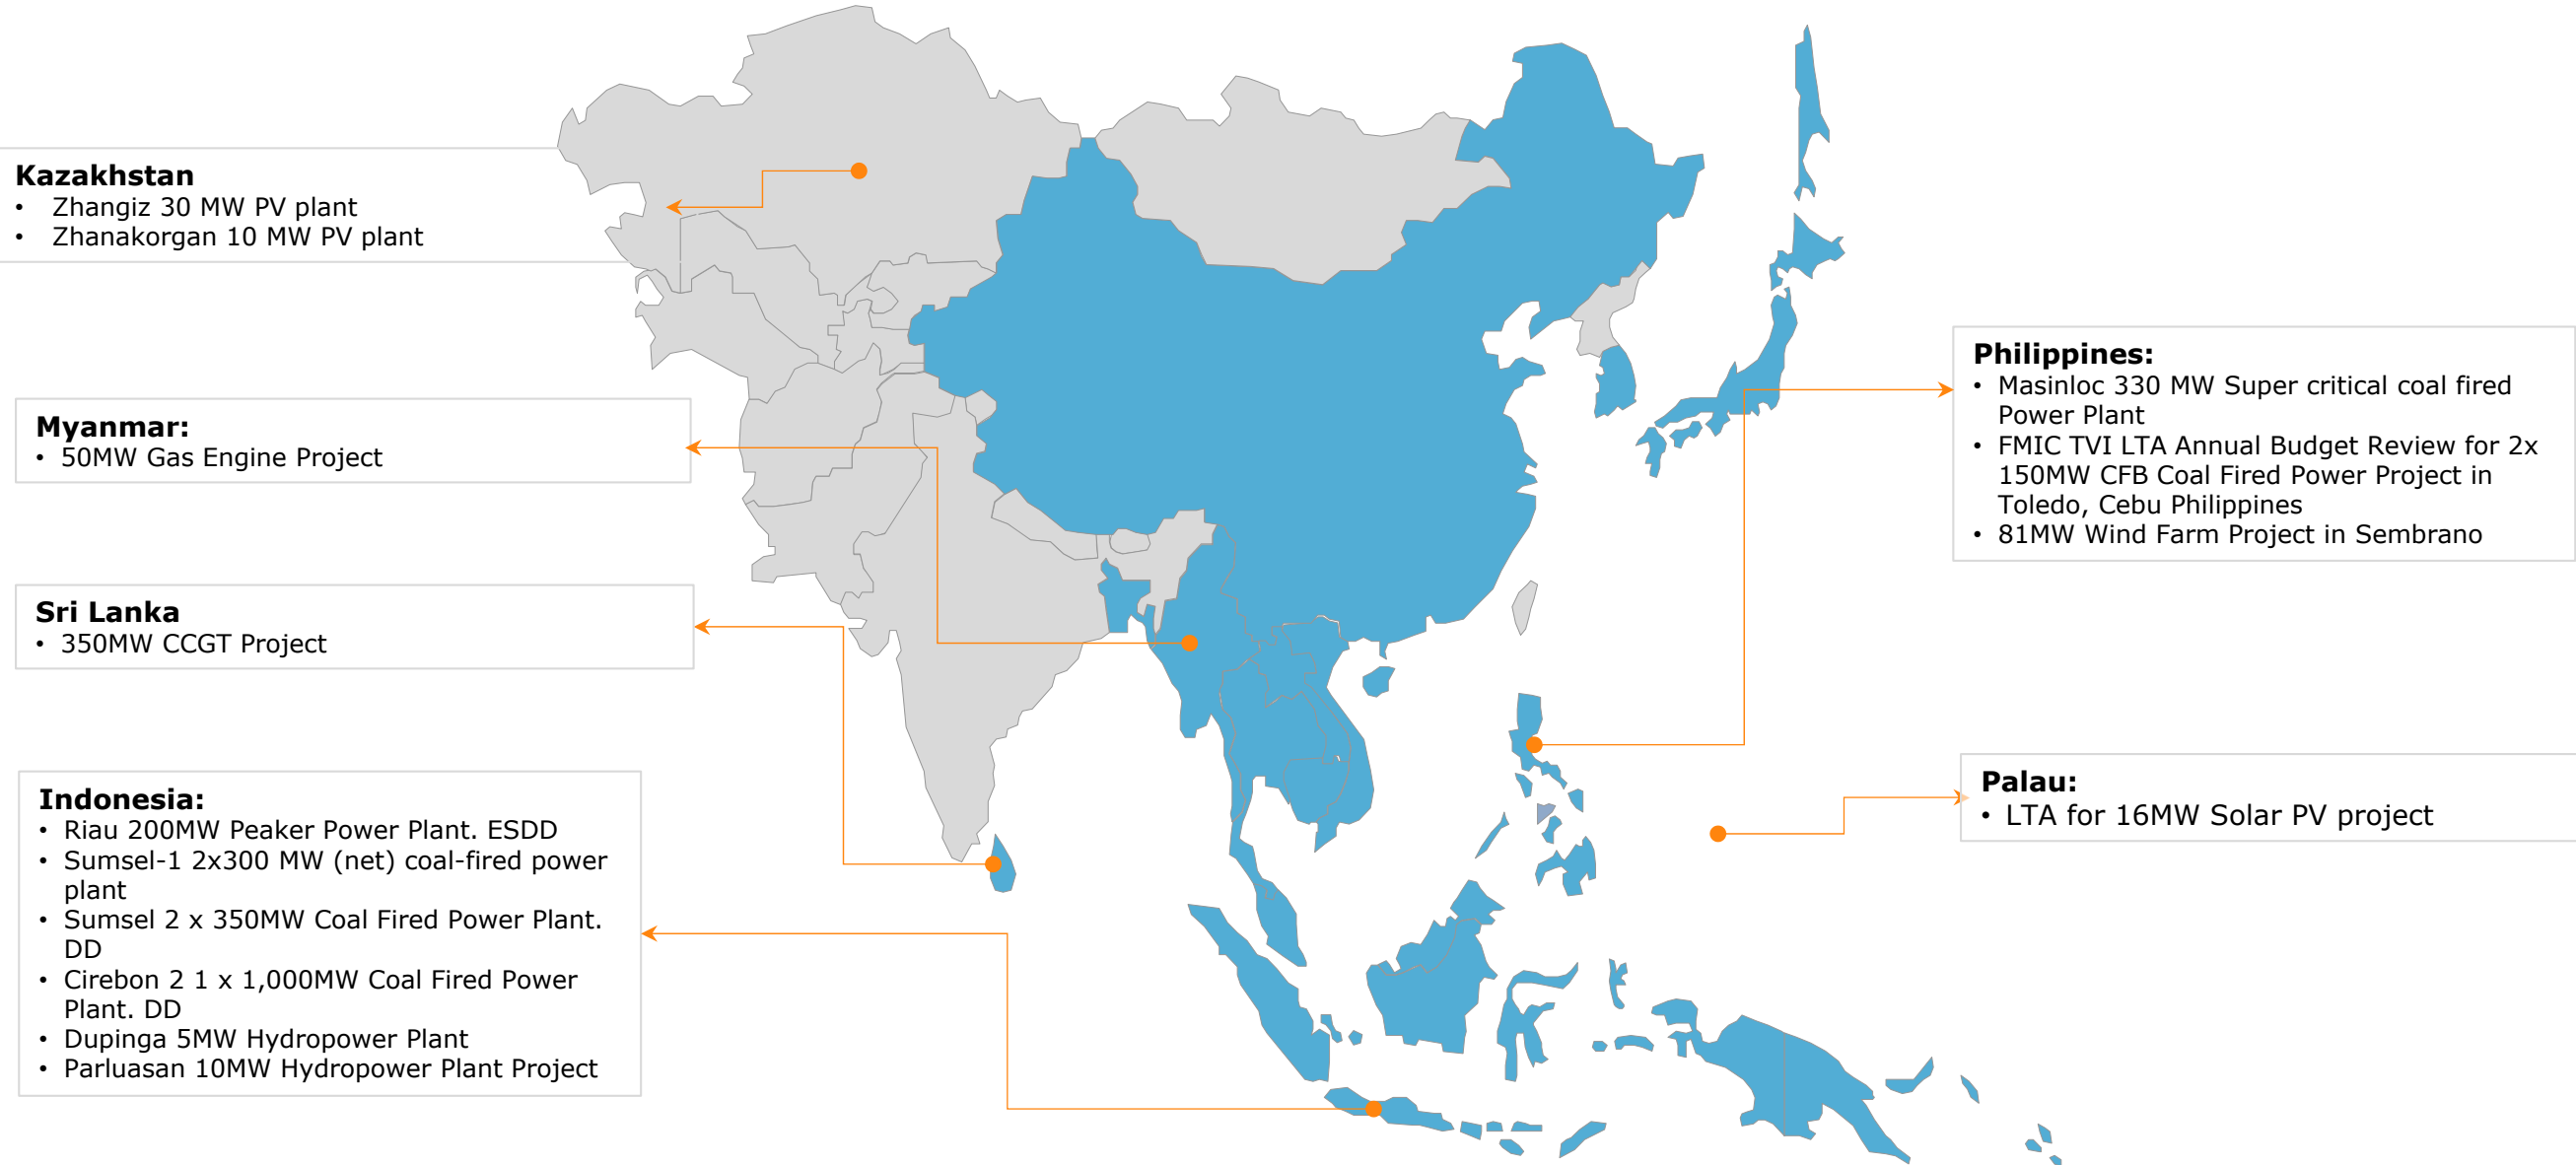 Kazakhstan
• Zhangiz 30 MW PV plant
• Zhanakorgan 10 MW PV plant
Myanmar:
• 50MW Gas Engine Project
Sri Lanka
• 350MW CCGT Project
Indonesia:
• Riau 200MW Peaker Power Plant. ESDD
• Sumsel-1 2x300 MW (net) coal-fired power
plant
• Sumsel 2 x 350MW Coal Fired Power Plant.
DD
• Cirebon 2 1 x 1,000MW Coal Fired Power
Plant. DD
• Dupinga 5MW Hydropower Plant
• Parluasan 10MW Hydropower Plant Project
Philippines:
• Masinloc 330 MW Super critical coal fired
Power Plant
• FMIC TVI LTA Annual Budget Review for 2x
150MW CFB Coal Fired Power Project in
Toledo, Cebu Philippines
• 81MW Wind Farm Project in Sembrano
Palau:
• LTA for 16MW Solar PV project